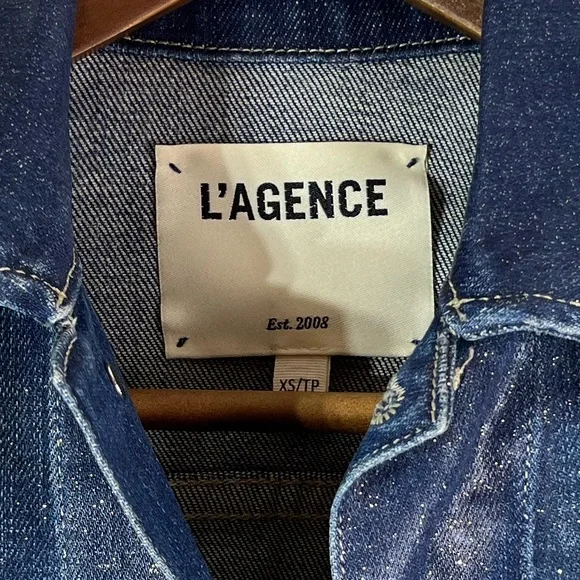 L'AGENCE
Est. 2008
XS/TP